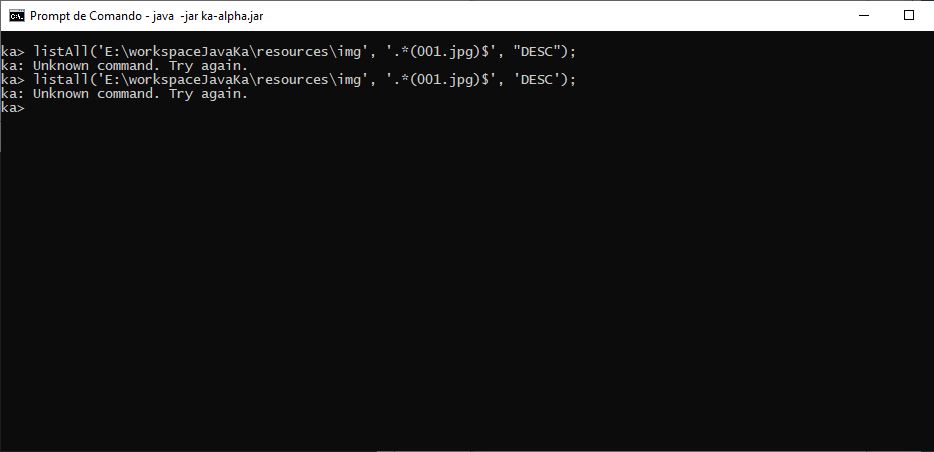 Prompt de Comando - java  -jar ka-alpha.jar
ka> listAll('E:\workspaceJavaKa\resources\img', '.*(001.jpg)$', "DESC");
ka: Unknown command. Try again.
ka> listall('E:\workspaceJavaKa\resources\img', '.*(001.jpg)$', 'DESC');
ka: Unknown command. Try again.
ka>